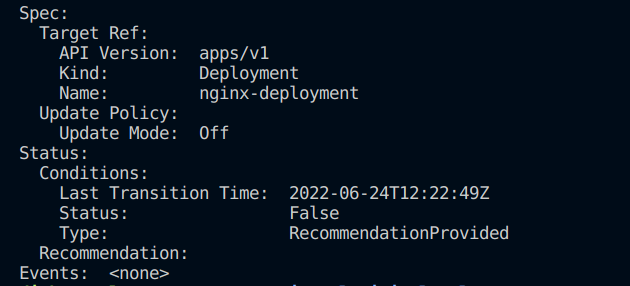 Spec:
  Target Ref:
    API Version:  apps/v1
    Kind:         Deployment
    Name:         nginx-deployment
  Update Policy:
    Update Mode:  Off
Status:
  Conditions:
    Last Transition Time:  2022-06-24T12:22:49Z
    Status:                False
    Type:                  RecommendationProvided
  Recommendation:
Events:  <none>